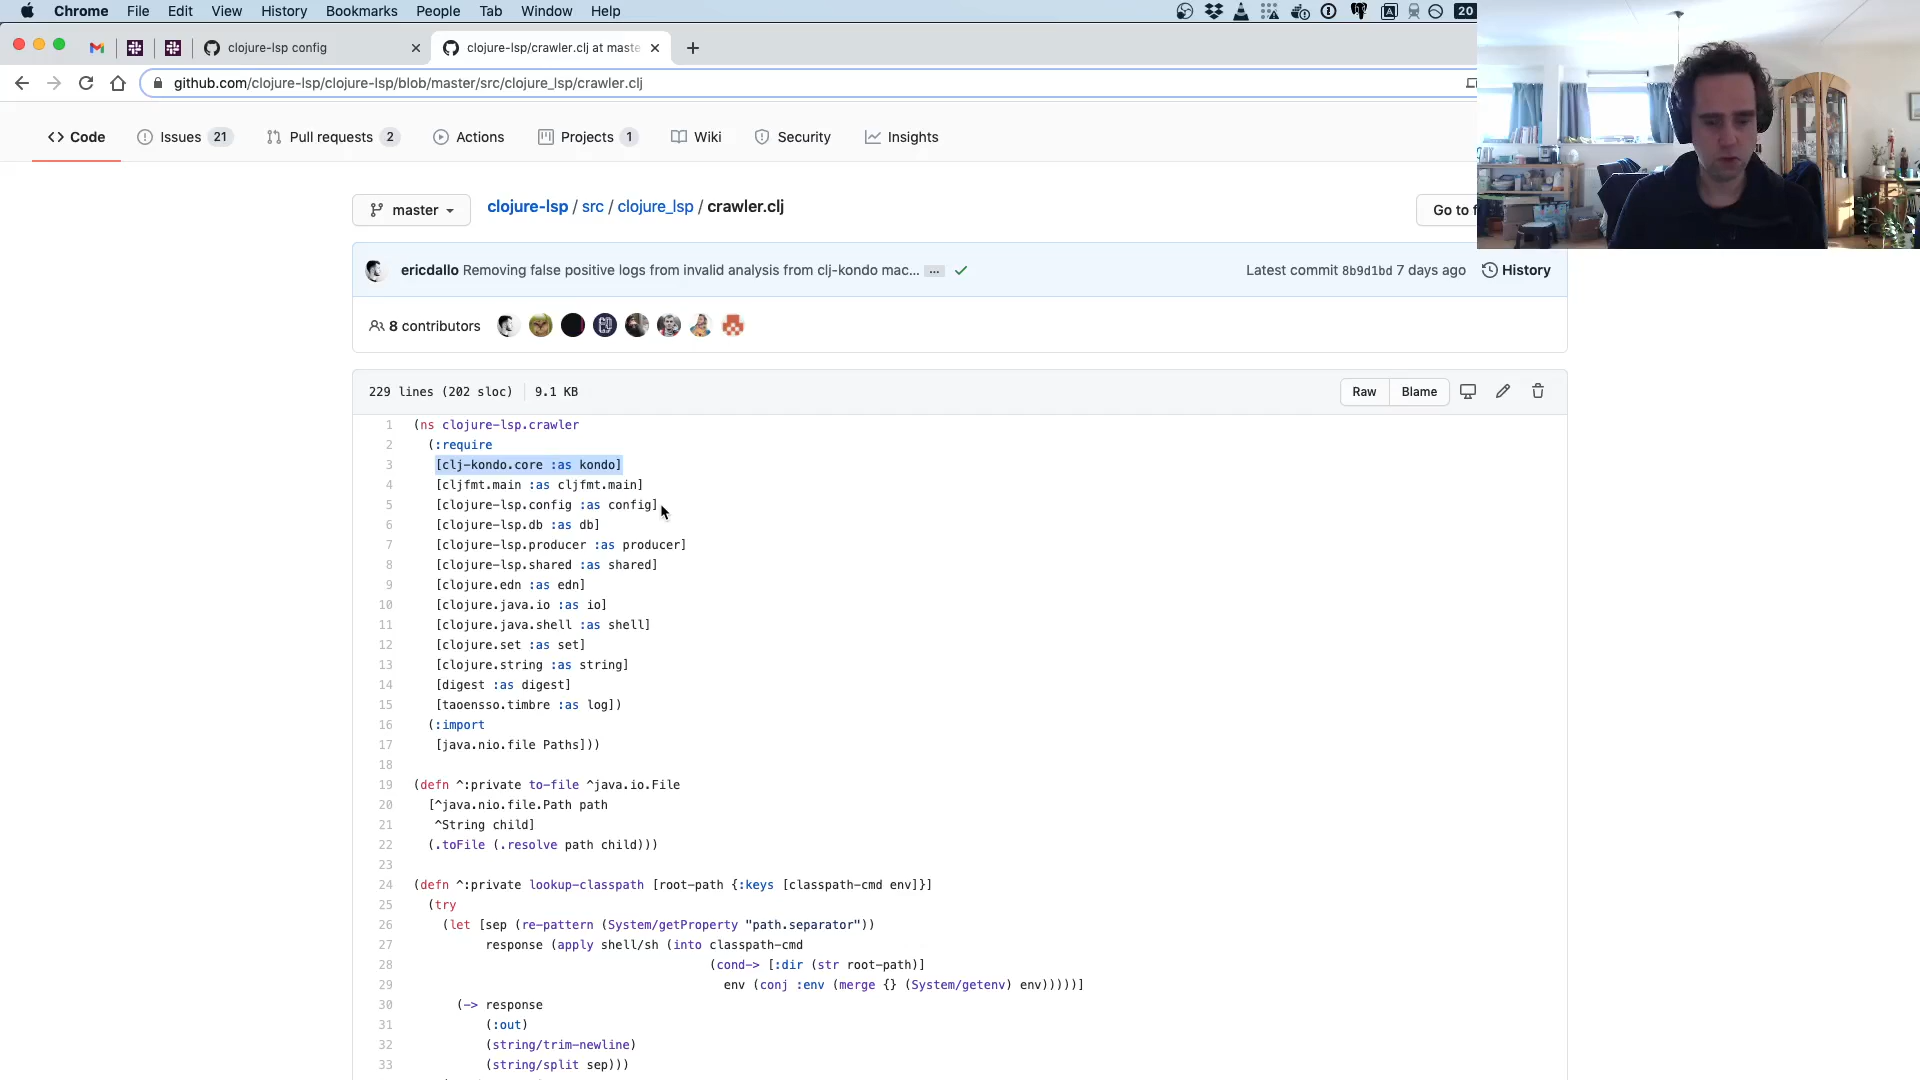 Chrome File Edit View History Bookmarks People Tab Window Help
20
clojure-lsp config
clojure-lsp/crawler.clj at maste
github.com/clojure-lsp/clojure-lsp/blob/master/src/clojure_lsp/crawler.clj
Code Issues 21 Pull requests 2 Actions Projects 1 Wiki Security Insights
master clojure-lsp / src / clojure_lsp / crawler.clj Go to f
ericdallo Removing false positive logs from invalid analysis from clj-kondo mac... ... Latest commit 8b9d1bd 7 days ago History
8 contributors
229 lines (202 sloc) 9.1 KB Raw Blame
1 (ns clojure-lsp.crawler
2 (:require
3 [clj-kondo.core :as kondo]
4 [cljfmt.main :as cljfmt.main]
5 [clojure-lsp.config :as config]
6 [clojure-lsp.db :as db]
7 [clojure-lsp.producer :as producer]
8 [clojure-lsp.shared :as shared]
9 [clojure.edn :as edn]
10 [clojure.java.io :as io]
11 [clojure.java.shell :as shell]
12 [clojure.set :as set]
13 [clojure.string :as string]
14 [digest :as digest]
15 [taoensso.timbre :as log])
16 (:import
17 [java.nio.file Paths]))
18
19 (defn ^:private to-file ^java.io.File
20 [^java.nio.file.Path path
21 ^String child]
22 (.toFile (.resolve path child)))
23
24 (defn ^:private lookup-classpath [root-path {:keys [classpath-cmd env]}]
25 (try
26 (let [sep (re-pattern (System/getProperty "path.separator"))
27 response (apply shell/sh (into classpath-cmd
28 (cond-> [:dir (str root-path)]
29 env (conj :env (merge {} (System/getenv) env)))))]
30 (-> response
31 (:out)
32 (string/trim-newline)
33 (string/split sep)))